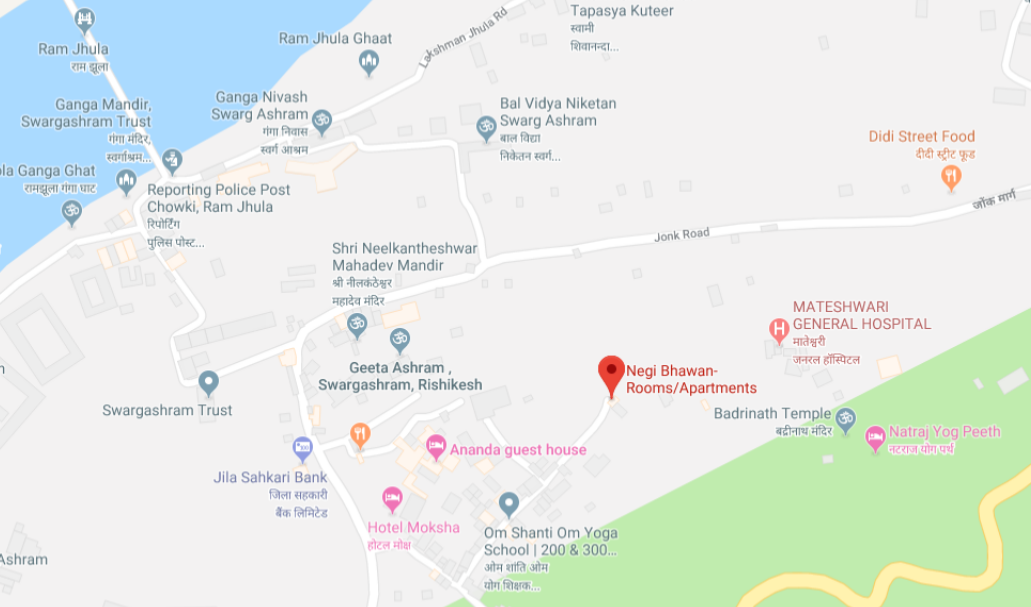 Ram Jhula
राम झूला
Ram Jhula Ghaat
Lakshman Jhula Rd
Tapasya Kuteer
स्वामी
शिवानन्दा...
Ganga Mandir,
Swargashram Trust
गंगा मंदिर,
स्वर्गाश्रम...
Ganga Nivash
Swarg Ashram
गंगा निवास
स्वर्ग आश्रम
Bal Vidya Niketan
Swarg Ashram
बाल विद्या
निकेतन स्वर्ग...
Didi Street Food
दीदी स्ट्रीट फूड
ola Ganga Ghat
रामझूला गंगा घाट
Reporting Police Post
Chowki, Ram Jhula
रिपोर्टिंग
पुलिस पोस्ट...
जोंक मार्ग
Jonk Road
Shri Neelkantheshwar
Mahadev Mandir
श्री नीलकंठेश्वर
महादेव मंदिर
MATESHWARI
GENERAL HOSPITAL
मातेश्वरी
जनरल हॉस्पिटल
H
Geeta Ashram ,
Swargashram, Rishikesh
Negi Bhawan-
Rooms/Apartments
Swargashram Trust
Badrinath Temple
बद्रीनाथ मंदिर
Natraj Yog Peeth
नटराज योग पर्थ
Ananda guest house
Jila Sahkari Bank
जिला सहकारी
बैंक लिमिटेड
Hotel Moksha
होटल मोक्ष
Om Shanti Om Yoga
School | 200 & 300...
ओम शांति ओम
योग शिक्षक...
Ashram